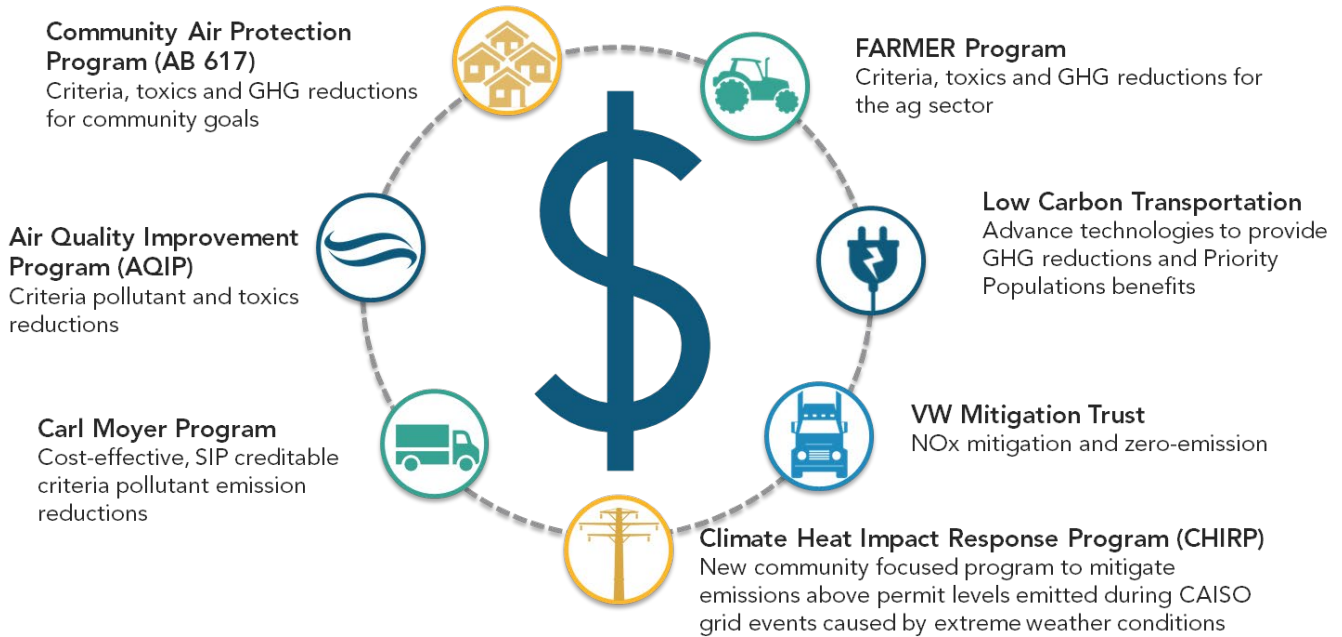 Community Air Protection
Program (AB 617)
Criteria, toxics and GHG reductions
for community goals
FARMER Program
Criteria, toxics and GHG reductions for
the ag sector
Air Quality Improvement
Program (AQIP)
Criteria pollutant and toxics
reductions
Low Carbon Transportation
Advance technologies to provide
GHG reductions and Priority
Populations benefits
Carl Moyer Program
Cost-effective, SIP creditable
criteria pollutant emission
reductions
VW Mitigation Trust
NOx mitigation and zero-emission
Climate Heat Impact Response Program (CHIRP)
New community focused program to mitigate
emissions above permit levels emitted during CAISO
grid events caused by extreme weather conditions
$